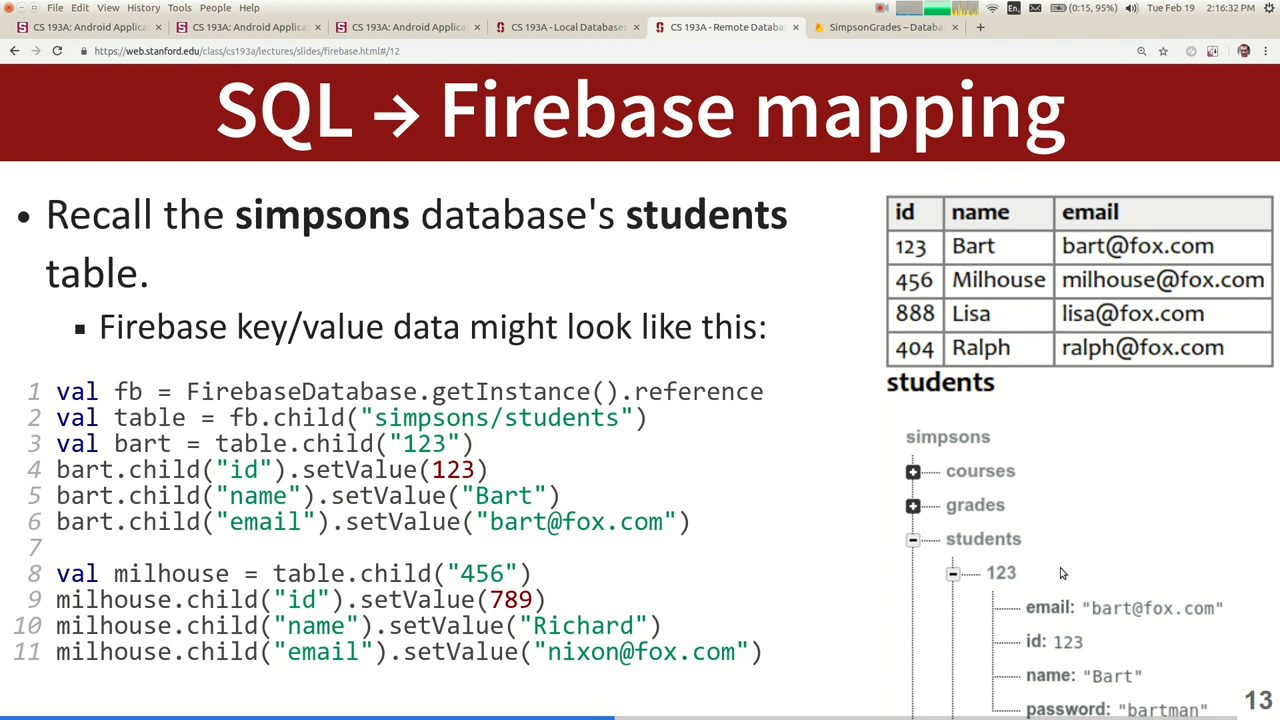 File Edit View History Tools People Help
En (0:15, 95%) Tue Feb 19 2:16:32 PM
CS 193A: Android Applica × CS 193A: Android Applica × CS 193A: Android Applica × CS 193A - Local Databases × CS 193A - Remote Databas × SimpsonGrades – Databas × +
https://web.stanford.edu/class/cs193a/lectures/slides/firebase.html#/12
SQL → Firebase mapping
• Recall the simpsons database's students
table.
▪ Firebase key/value data might look like this:
1 val fb = FirebaseDatabase.getInstance().reference
2 val table = fb.child("simpsons/students")
3 val bart = table.child("123")
4 bart.child("id").setValue(123)
5 bart.child("name").setValue("Bart")
6 bart.child("email").setValue("bart@fox.com")
7
8 val milhouse = table.child("456")
9 milhouse.child("id").setValue(789)
10 milhouse.child("name").setValue("Richard")
11 milhouse.child("email").setValue("nixon@fox.com")
id name email
123 Bart bart@fox.com
456 Milhouse milhouse@fox.com
888 Lisa lisa@fox.com
404 Ralph ralph@fox.com
students
simpsons
courses
grades
students
123
email: "bart@fox.com"
id: 123
name: "Bart"
password: "bartman"
13